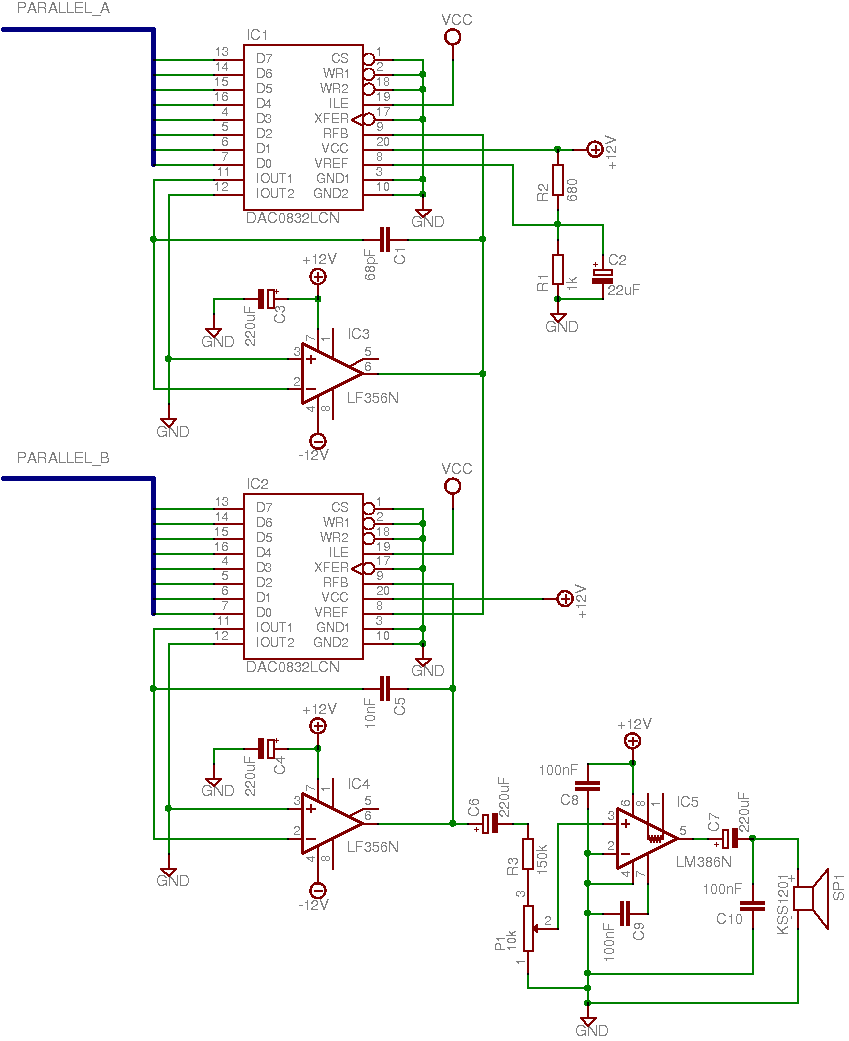 PARALLEL_A
IC1
VCC
13 D7 CS 1
14 D6 WR1 2
15 D5 WR2 18
16 D4 ILE 19
4 D3 XFER 17
5 D2 RFB 9
6 D1 VCC 20
7 D0 VREF 8
11 IOUT1 GND1 3
12 IOUT2 GND2 10
DAC0832LCN
GND
+12V
R2
680
R1
1k
C2
22uF
GND
68pF
C1
+12V
220uF
C3
GND
IC3
7
1
3
5
6
2
4
8
LF356N
-12V
GND
PARALLEL_B
IC2
VCC
13 D7 CS 1
14 D6 WR1 2
15 D5 WR2 18
16 D4 ILE 19
4 D3 XFER 17
5 D2 RFB 9
6 D1 VCC 20
7 D0 VREF 8
11 IOUT1 GND1 3
12 IOUT2 GND2 10
DAC0832LCN
GND
+12V
10nF
C5
+12V
220uF
C4
GND
IC4
7
1
3
5
6
2
4
8
LF356N
-12V
GND
C6
220uF
R3
150k
3
P1
10k
2
1
+12V
100nF
C8
6
8
1
IC5
3
5
2
4
7
LM386N
C7
220uF
100nF
C9
100nF
C10
KSS1201
SP1
GND